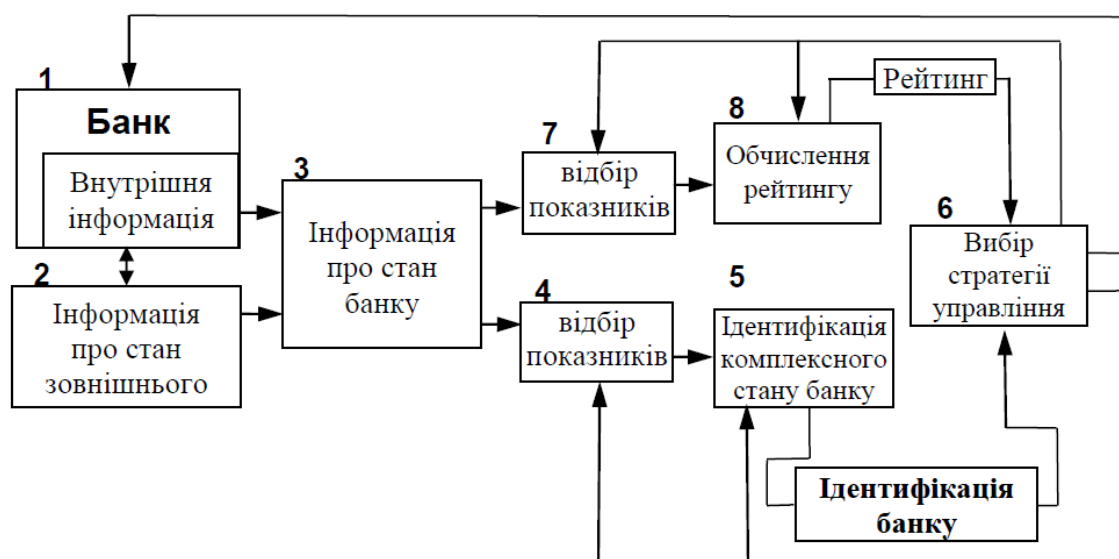 1
Банк
Внутрішня
інформація
2
Інформація
про стан
зовнішнього
3
Інформація
про стан
банку
7
відбір
показників
8
Обчислення
рейтингу
Рейтинг
4
відбір
показників
5
Ідентифікація
комплексного
стану банку
6
Вибір
стратегії
управління
Ідентифікація
банку